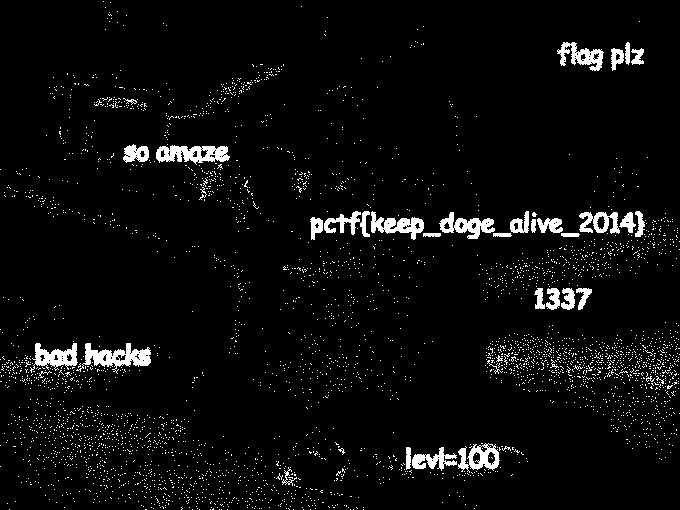 flag plz
so amaze
pctf{keep_doge_alive_2014}
1337
bad hacks
levl=100